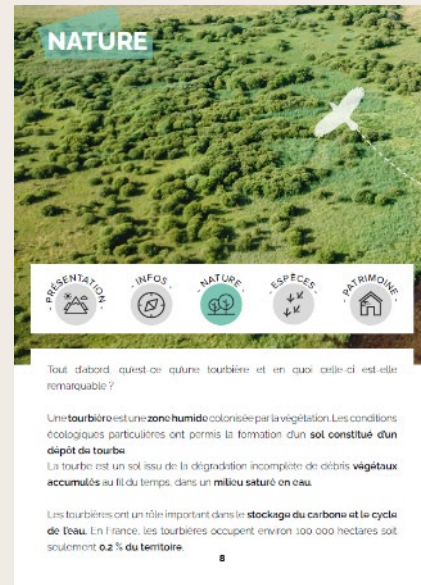 NATURE
- PRÉSENTATION -
- INFOS -
- NATURE -
- ESPÈCES -
- PATRIMOINE -
Tout d'abord, qu'est-ce qu'une tourbière et en quoi celle-ci est-elle
remarquable ?
Une tourbière est une zone humide colonisée par la végétation. Les conditions
écologiques particulières ont permis la formation d'un sol constitué d'un
dépôt de tourbe.
La tourbe est un sol issu de la dégradation incomplète de débris végétaux
accumulés au fil du temps, dans un milieu saturé en eau.
Les tourbières ont un rôle important dans le stockage du carbone et le cycle
de l'eau. En France, les tourbières occupent environ 100 000 hectares soit
seulement 0,2 % du territoire.
8